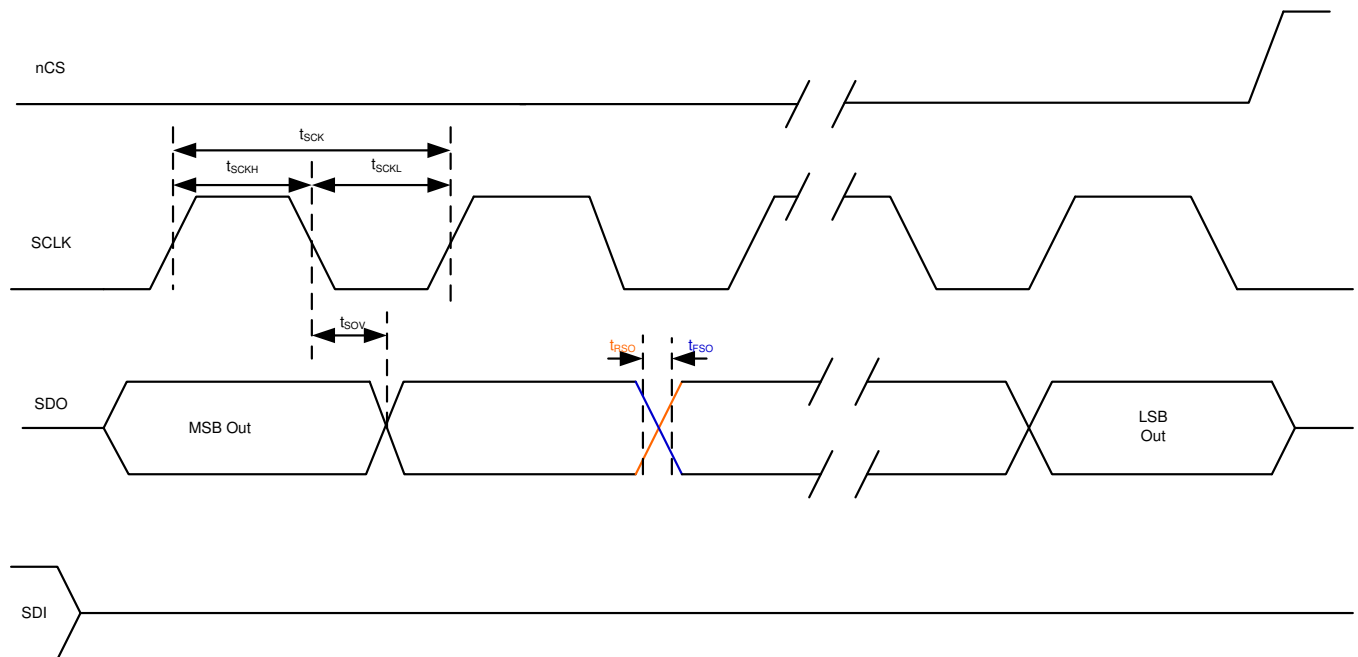 nCS
tSCK
tSCKH
tSCKL
SCLK
tSOV
tRSO
tFSO
SDO
MSB Out
LSB
Out
SDI